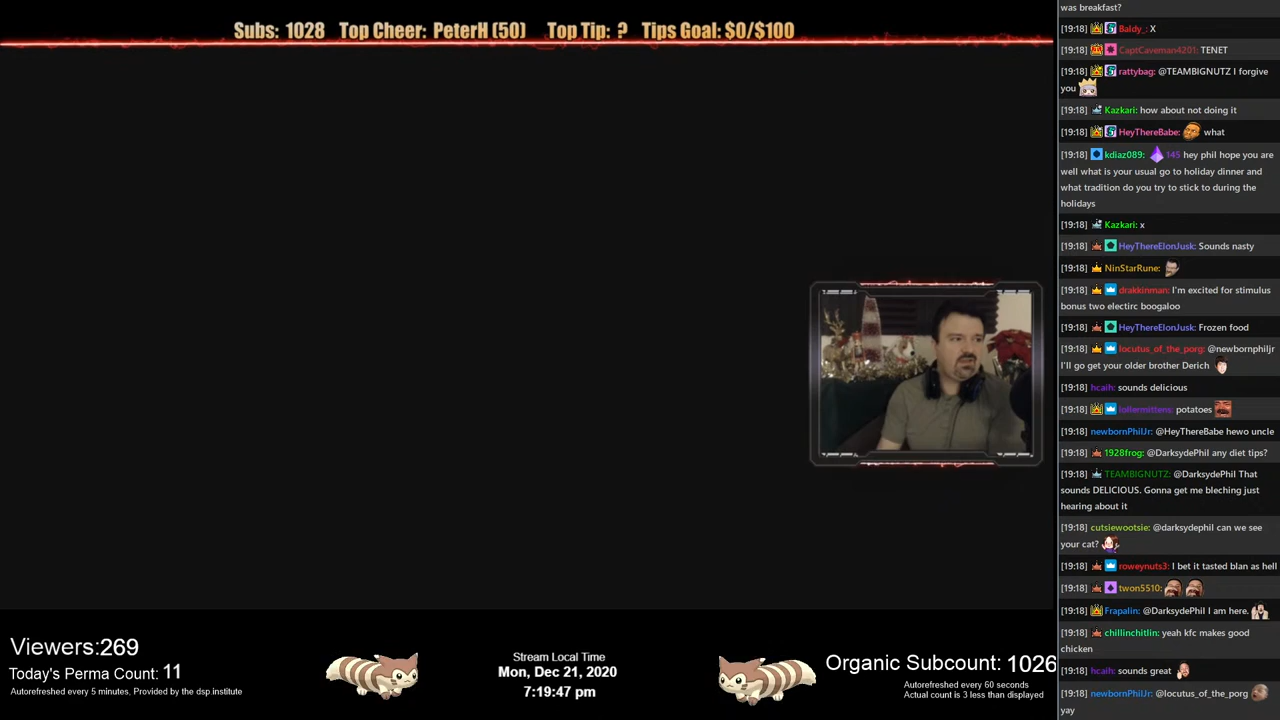 Subs: 1028 Top Cheer: PeterH (50) Top Tip: ? Tips Goal: $0/$100
was breakfast?
[19:18] Baldy_: X
[19:18] CaptCaveman4201: TENET
[19:18] rattybag: @TEAMBIGNUTZ I forgive
you
[19:18] Kazkari: how about not doing it
[19:18] HeyThereBabe: what
[19:18] kdiaz089: 145 hey phil hope you are
well what is your usual go to holiday dinner and
what tradition do you try to stick to during the
holidays
[19:18] Kazkari: x
[19:18] HeyThereElonJusk: Sounds nasty
[19:18] NinStarRune:
[19:18] drakkinman: I'm excited for stimulus
bonus two electirc boogaloo
[19:18] HeyThereElonJusk: Frozen food
[19:18] locutus_of_the_porg: @newbornphiljr
I'll go get your older brother Derich
[19:18] hcaih: sounds delicious
[19:18] lollermittens: potatoes
[19:18] newbornPhilJr: @HeyThereBabe hewo uncle
[19:18] 1928frog: @DarksydePhil any diet tips?
[19:18] TEAMBIGNUTZ: @DarksydePhil That
sounds DELICIOUS. Gonna get me bleching just
hearing about it
[19:18] cutsiewootsie: @darksydephil can we see
your cat?
[19:18] roweynuts3: I bet it tasted blan as hell
[19:18] twon5510:
[19:18] Frapalin: @DarksydePhil I am here.
[19:18] chillinchitlin: yeah kfc makes good
chicken
[19:18] hcaih: sounds great
[19:18] newbornPhilJr: @locutus_of_the_porg
yay
Viewers:269
Today's Perma Count: 11
Autorefreshed every 5 minutes, Provided by the dsp institute
Stream Local Time
Mon, Dec 21, 2020
7:19:47 pm
Organic Subcount: 1026
Autorefreshed every 60 seconds
Actual count is 3 less than displayed